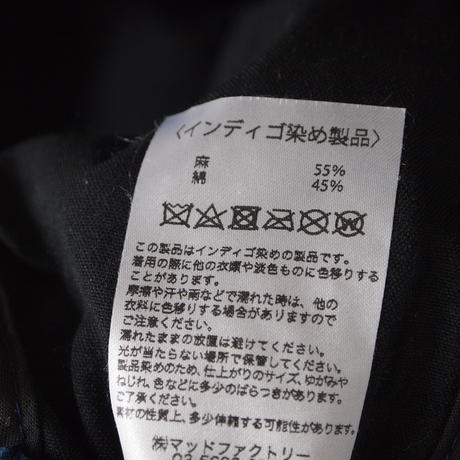 〈インディゴ染め製品〉
麻 55%
綿 45%
この製品はインディゴ染めの製品です。
着用の際に他の衣類や淡色ものに色移りする
ことがあります。
摩擦や汗や雨などで濡れた時は、他の
衣料に色移りする場合がありますので
ご注意ください。
濡れたままの放置は避けてください。
光が当たらない場所で保管してください。
製品染めのため、仕上がりのサイズ、ゆがみや
ねじれ、色などに多少のばらつきがあります。
ご了承ください。
素材の性質上、多少伸縮する可能性があります。
㈱マッドファクトリー